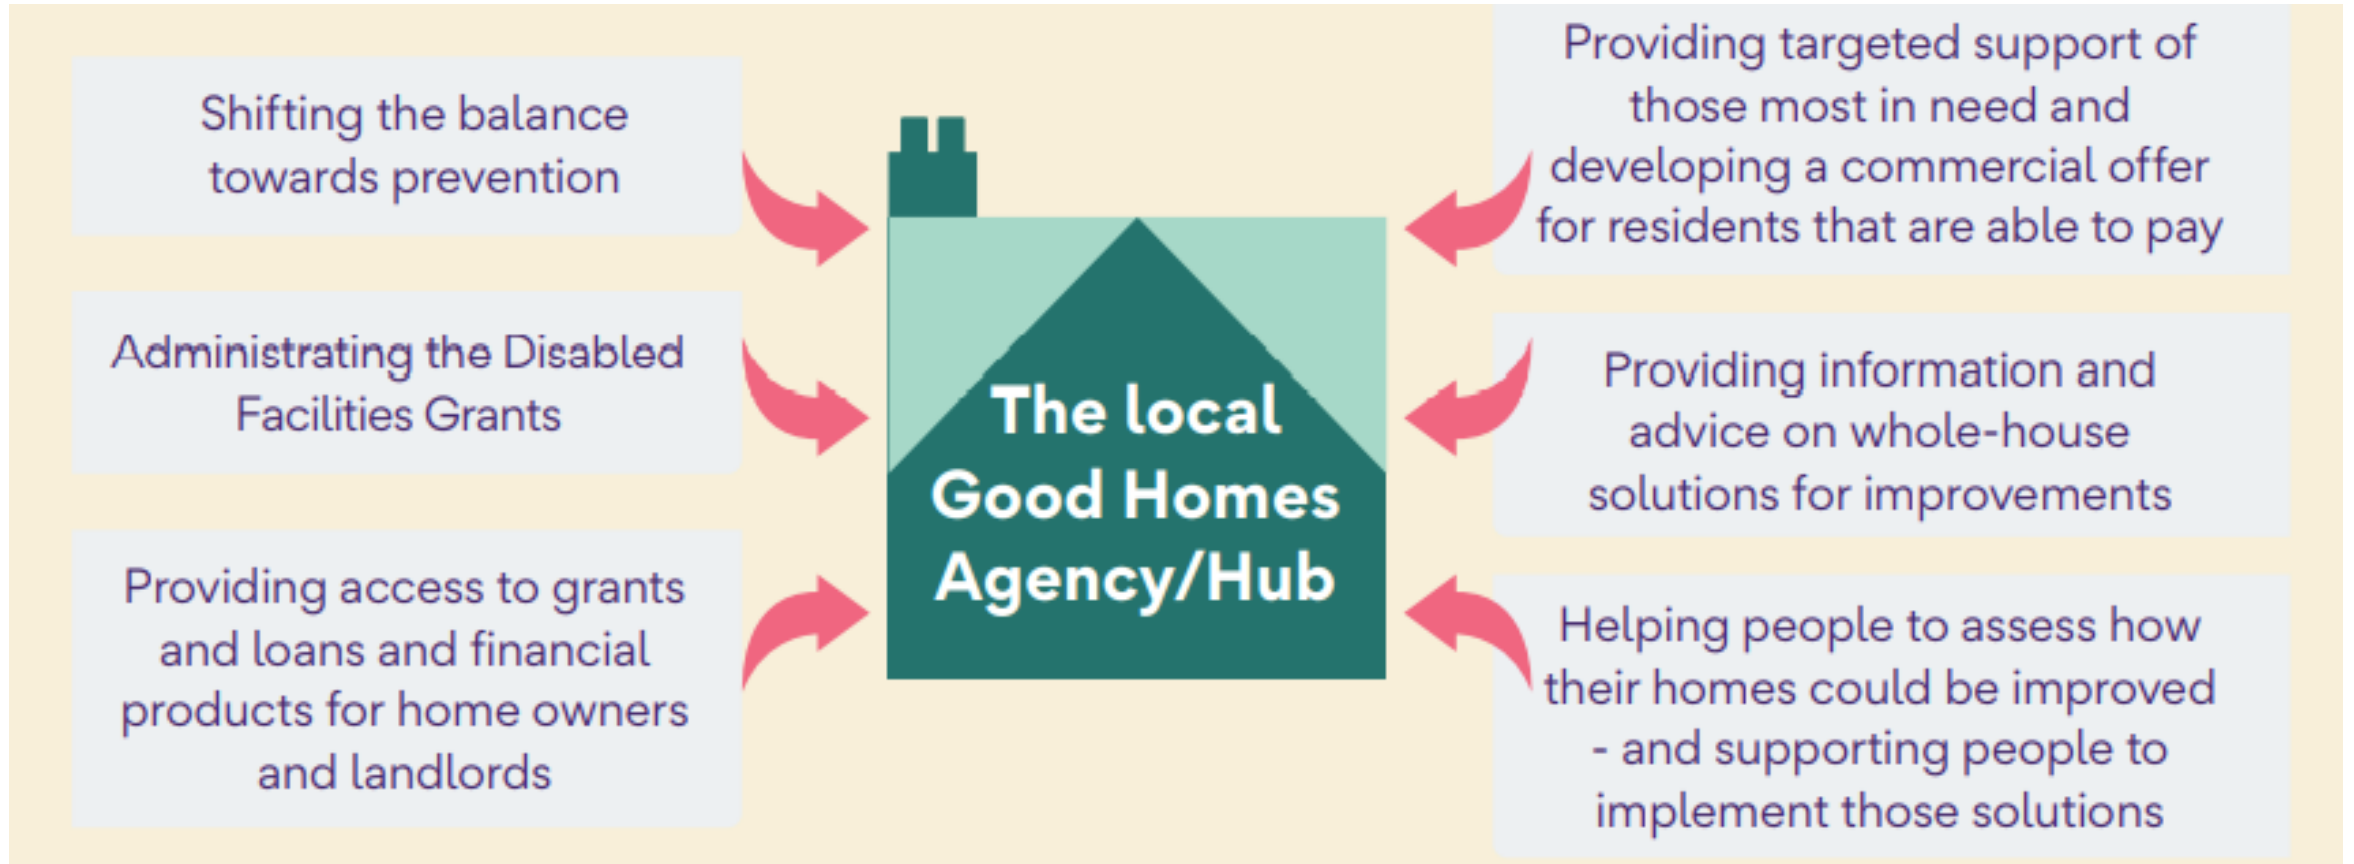 Shifting the balance
towards prevention
Administrating the Disabled
Facilities Grants
Providing access to grants
and loans and financial
products for home owners
and landlords
The local
Good Homes
Agency/Hub
Providing targeted support of
those most in need and
developing a commercial offer
for residents that are able to pay
Providing information and
advice on whole-house
solutions for improvements
Helping people to assess how
their homes could be improved
- and supporting people to
implement those solutions